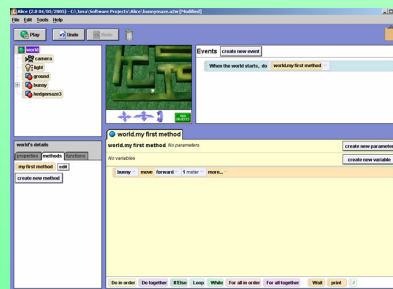 Alice (2.0 04/05/2005) - C:\Java\Software Projects\Alice\bunnymaze.a2w [Modified]
File Edit Tools Help
Play Undo Redo
world
camera
light
ground
bunny
hedgemaze3
ADD OBJECTS
Events create new event
When the world starts, do world.my first method
world's details
properties methods functions
my first method edit
create new method
world.my first method
world.my first method No parameters create new parameter
No variables create new variable
bunny move forward 1 meter more...
Do in order Do together If/Else Loop While For all in order For all together Wait print //